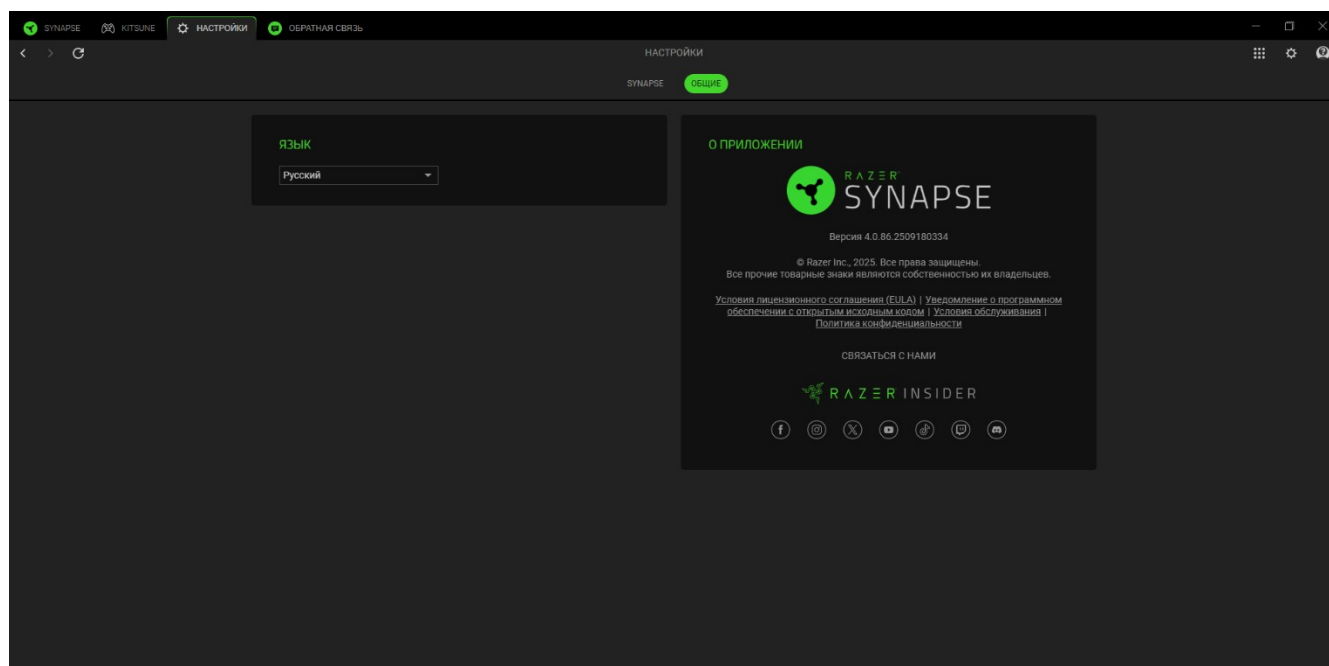 SYNAPSE
KITSUNE
НАСТРОЙКИ
ОБРАТНАЯ СВЯЗЬ
НАСТРОЙКИ
SYNAPSE
ОБЩИЕ
ЯЗЫК
Русский
О ПРИЛОЖЕНИИ
RAZER
SYNAPSE
Версия 4.0.86.2509180334
© Razer Inc., 2025. Все права защищены.
Все прочие товарные знаки являются собственностью их владельцев.
Условия лицензионного соглашения (EULA) | Уведомление о программном
обеспечении с открытым исходным кодом | Условия обслуживания |
Политика конфиденциальности
СВЯЗАТЬСЯ С НАМИ
RAZER INSIDER